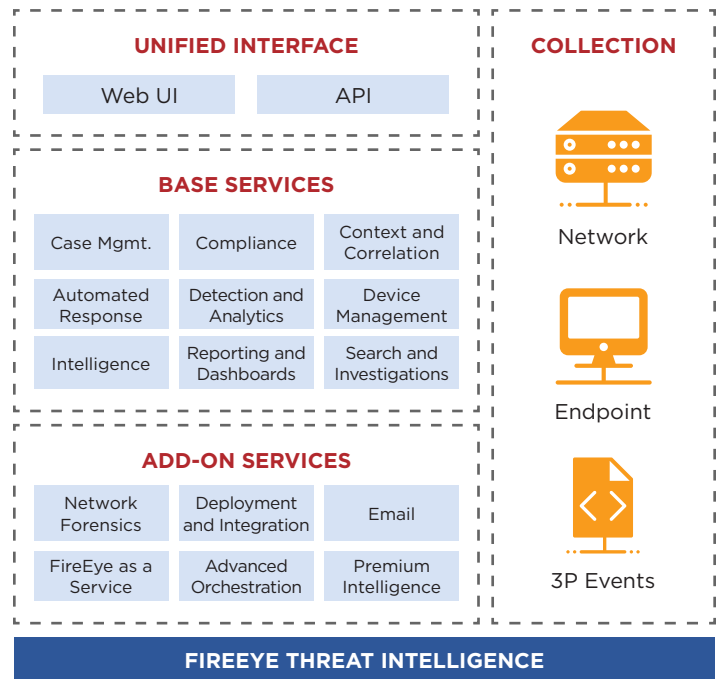 UNIFIED INTERFACE
Web UI
API
BASE SERVICES
Case Mgmt.
Compliance
Context and
Correlation
Automated
Response
Detection and
Analytics
Device
Management
Intelligence
Reporting and
Dashboards
Search and
Investigations
ADD-ON SERVICES
Network
Forensics
Deployment
and Integration
Email
FireEye as a
Service
Advanced
Orchestration
Premium
Intelligence
COLLECTION
Network
Endpoint
3P Events
FIREEYE THREAT INTELLIGENCE